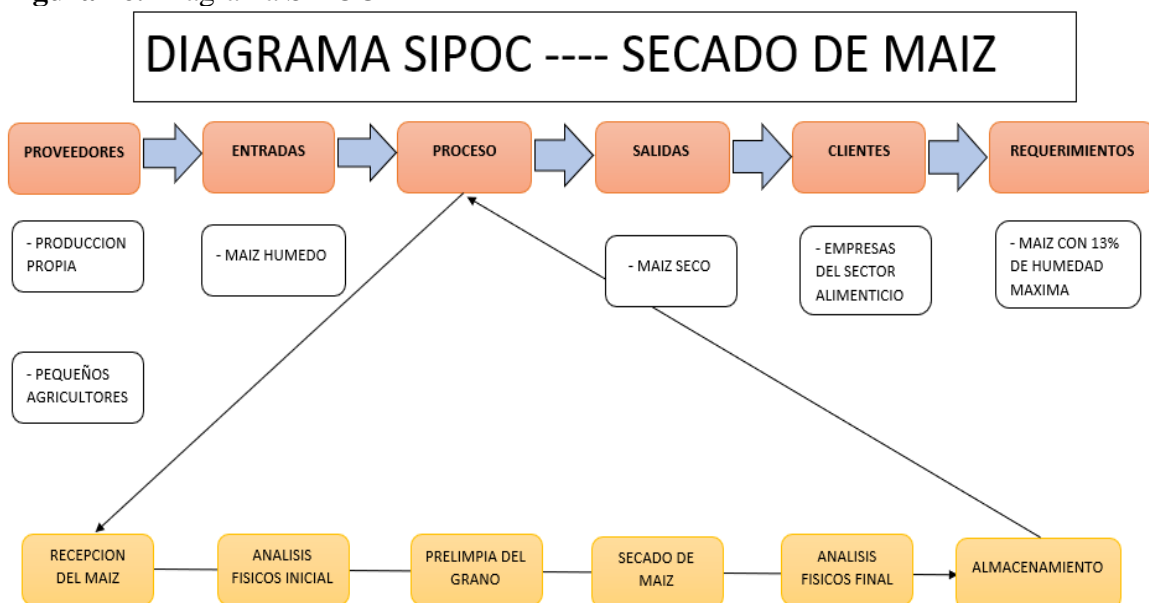 DIAGRAMA SIPOC ---- SECADO DE MAIZ
PROVEEDORES
ENTRADAS
PROCESO
SALIDAS
CLIENTES
REQUERIMIENTOS
- PRODUCCION
PROPIA
- MAIZ HUMEDO
- MAIZ SECO
- EMPRESAS
DEL SECTOR
ALIMENTICIO
- MAIZ CON 13%
DE HUMEDAD
MAXIMA
- PEQUEÑOS
AGRICULTORES
RECEPCION
DEL MAIZ
ANALISIS
FISICOS INICIAL
PRELIMPIA DEL
GRANO
SECADO DE
MAIZ
ANALISIS
FISICOS FINAL
ALMACENAMIENTO